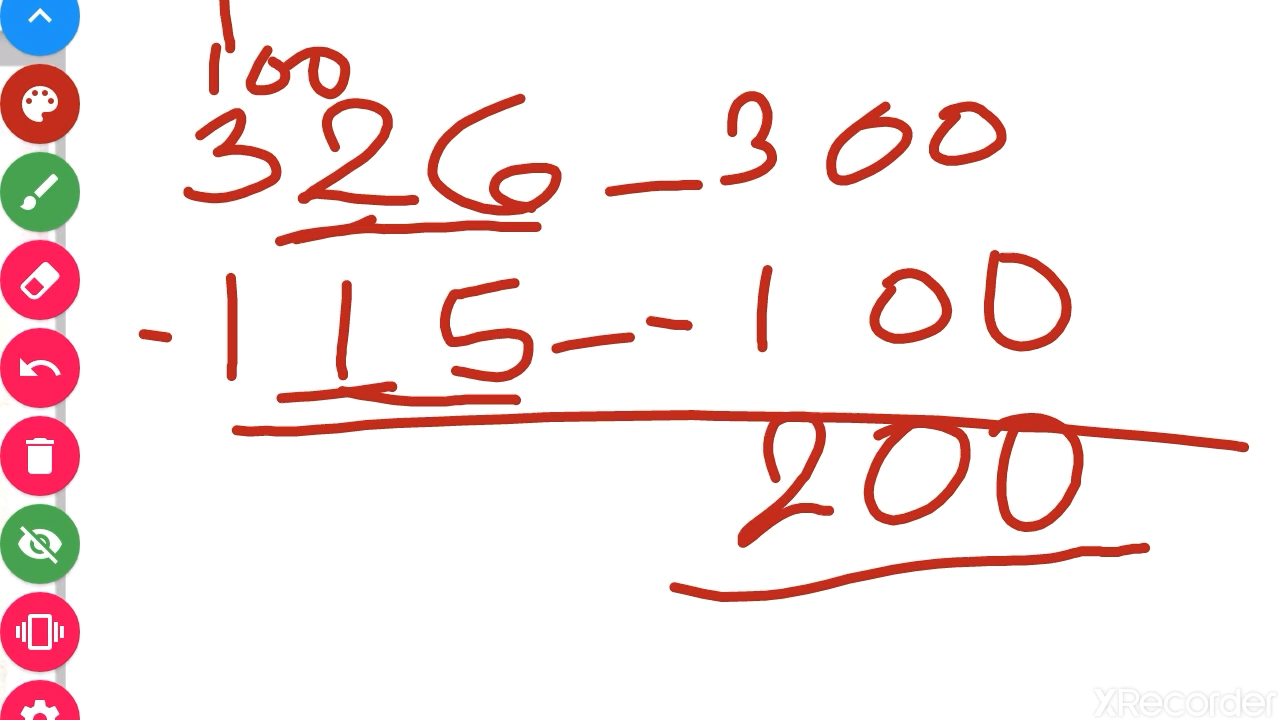 100
326 — 300
- 115 — - 100
200
XRecorder